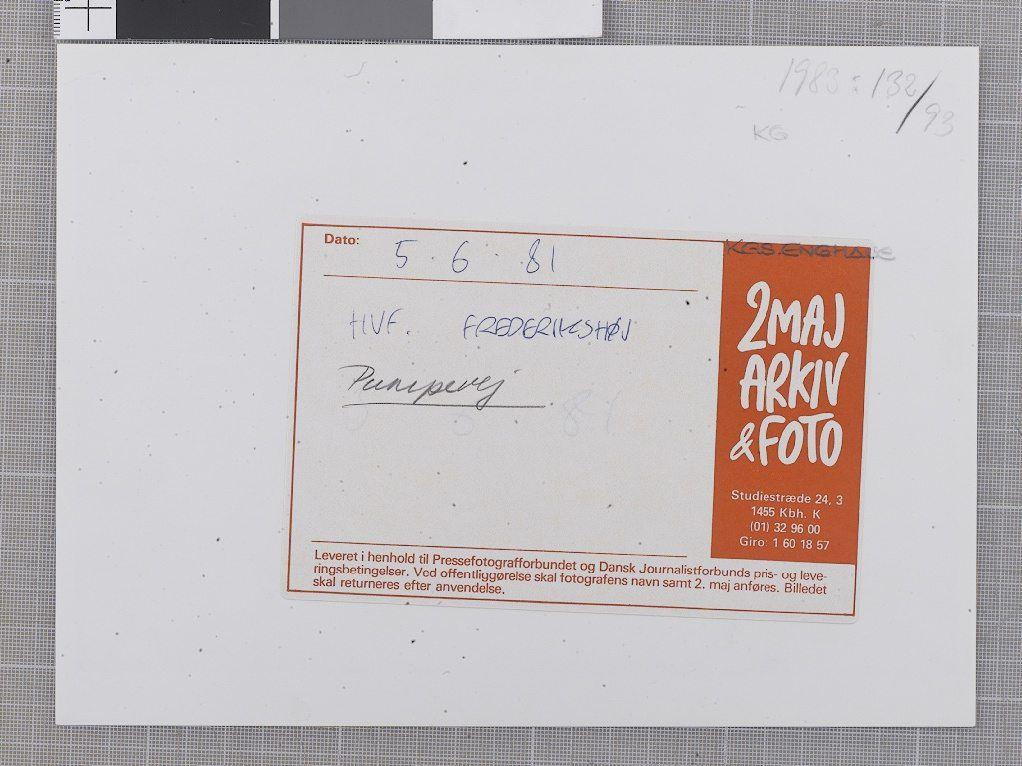 1983:132/93
KG
Dato: 5.6.81
KGS. ENGHAVE
HVF. FREDERIKSHØJ
Pumpevej
2MAJ
ARKIV
&FOTO
Studiestræde 24, 3
1455 Kbh. K
(01) 32 96 00
Giro: 1 60 18 57
Leveret i henhold til Pressefotografforbundet og Dansk Journalistforbunds pris- og leve-
ringsbetingelser. Ved offentliggørelse skal fotografens navn samt 2. maj anføres. Billedet
skal returneres efter anvendelse.